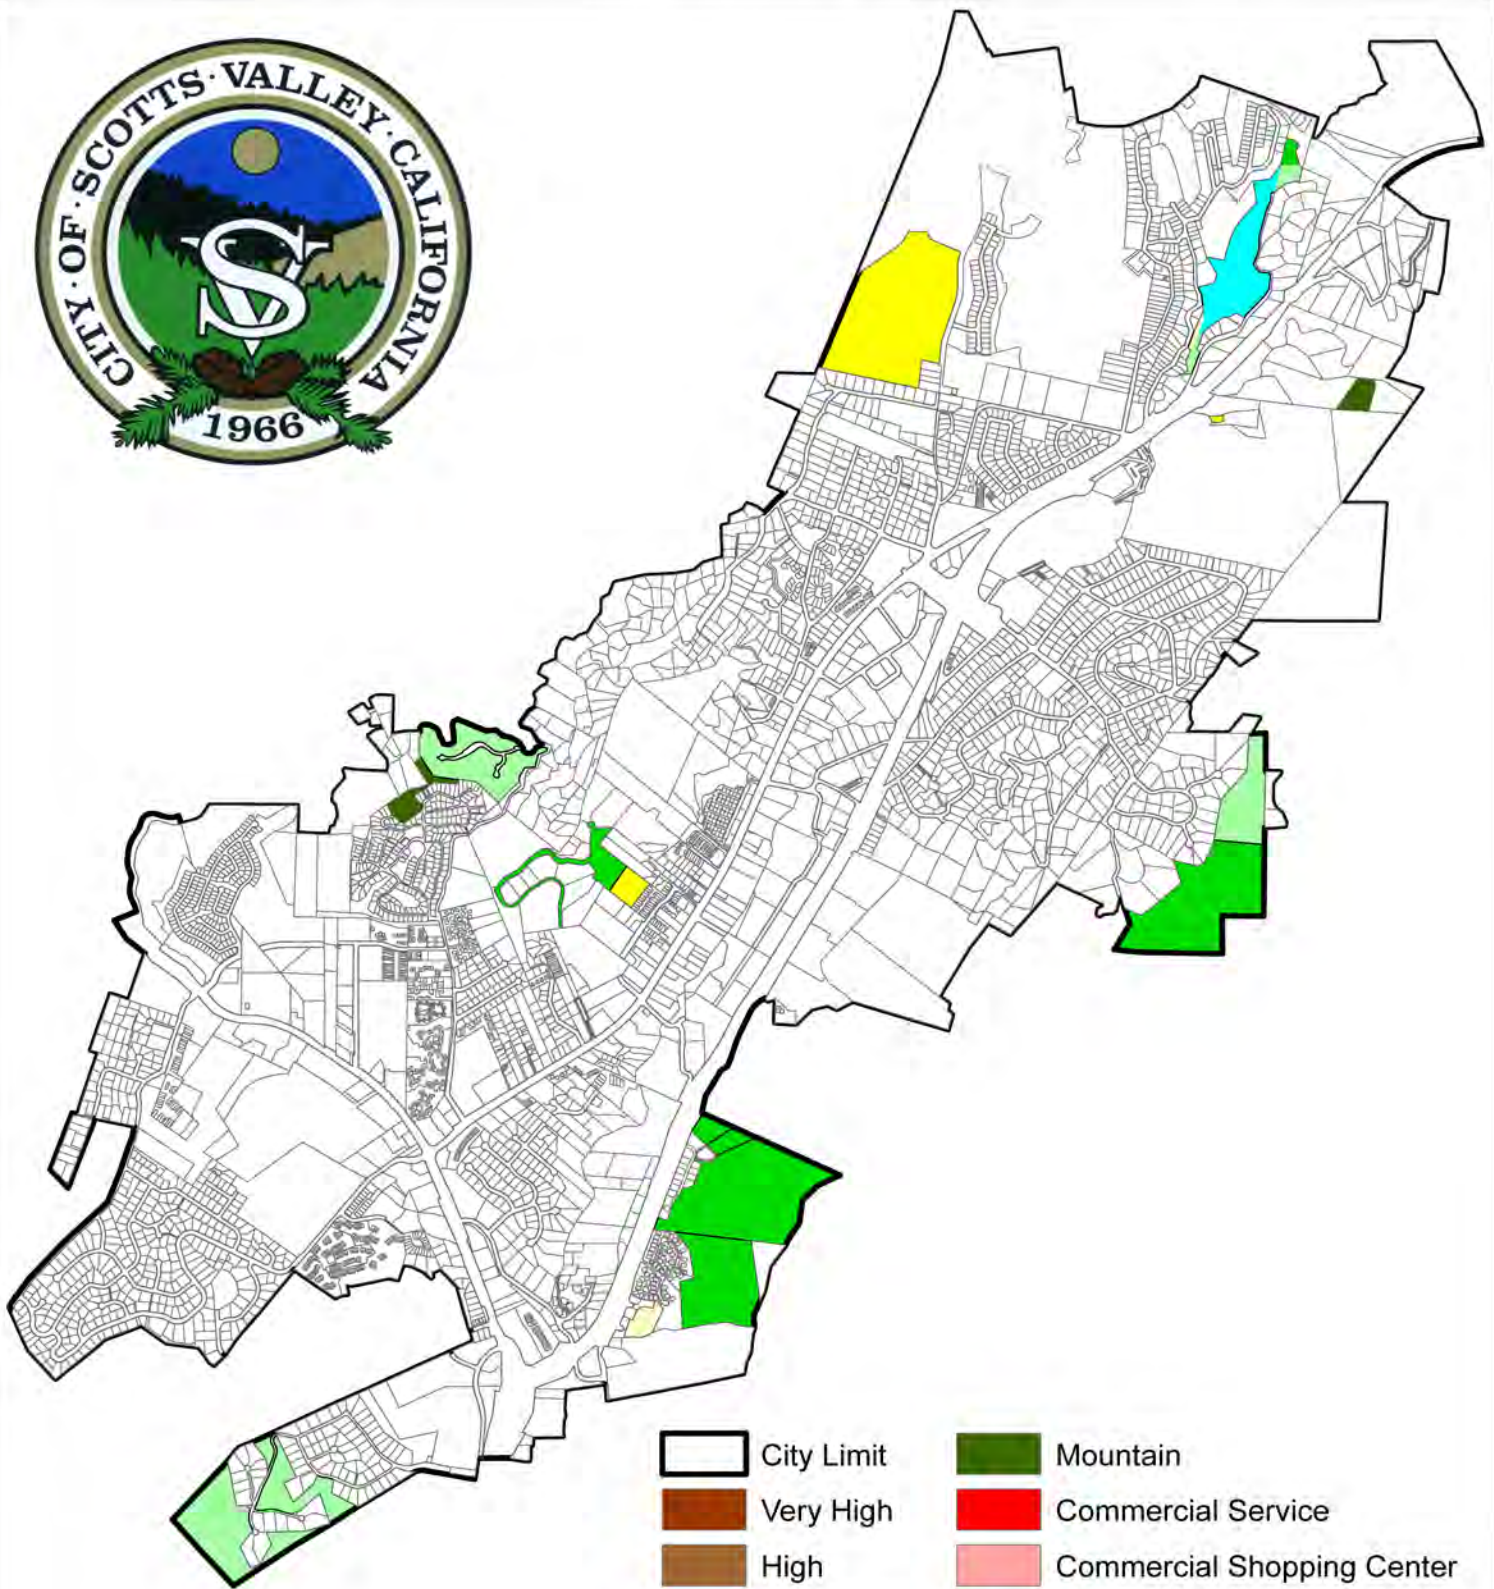 CITY·OF·SCOTTS·VALLEY·CALIFORNIA
SV
1966
City Limit
Very High
High
Mountain
Commercial Service
Commercial Shopping Center